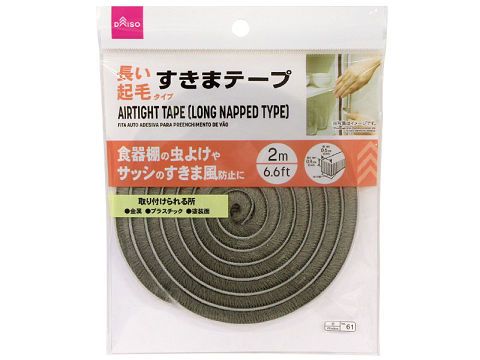 DAISO
長い
起毛タイプ
すきまテープ
AIRTIGHT TAPE (LONG NAPPED TYPE)
FITA AUTO ADESIVA PARA PREENCHIMENTO DE VÃO
食器棚の虫よけや
サッシのすきま風防止に
2m
6.6ft
取り付けられる所
●金属 ●プラスチック ●塗装面
61